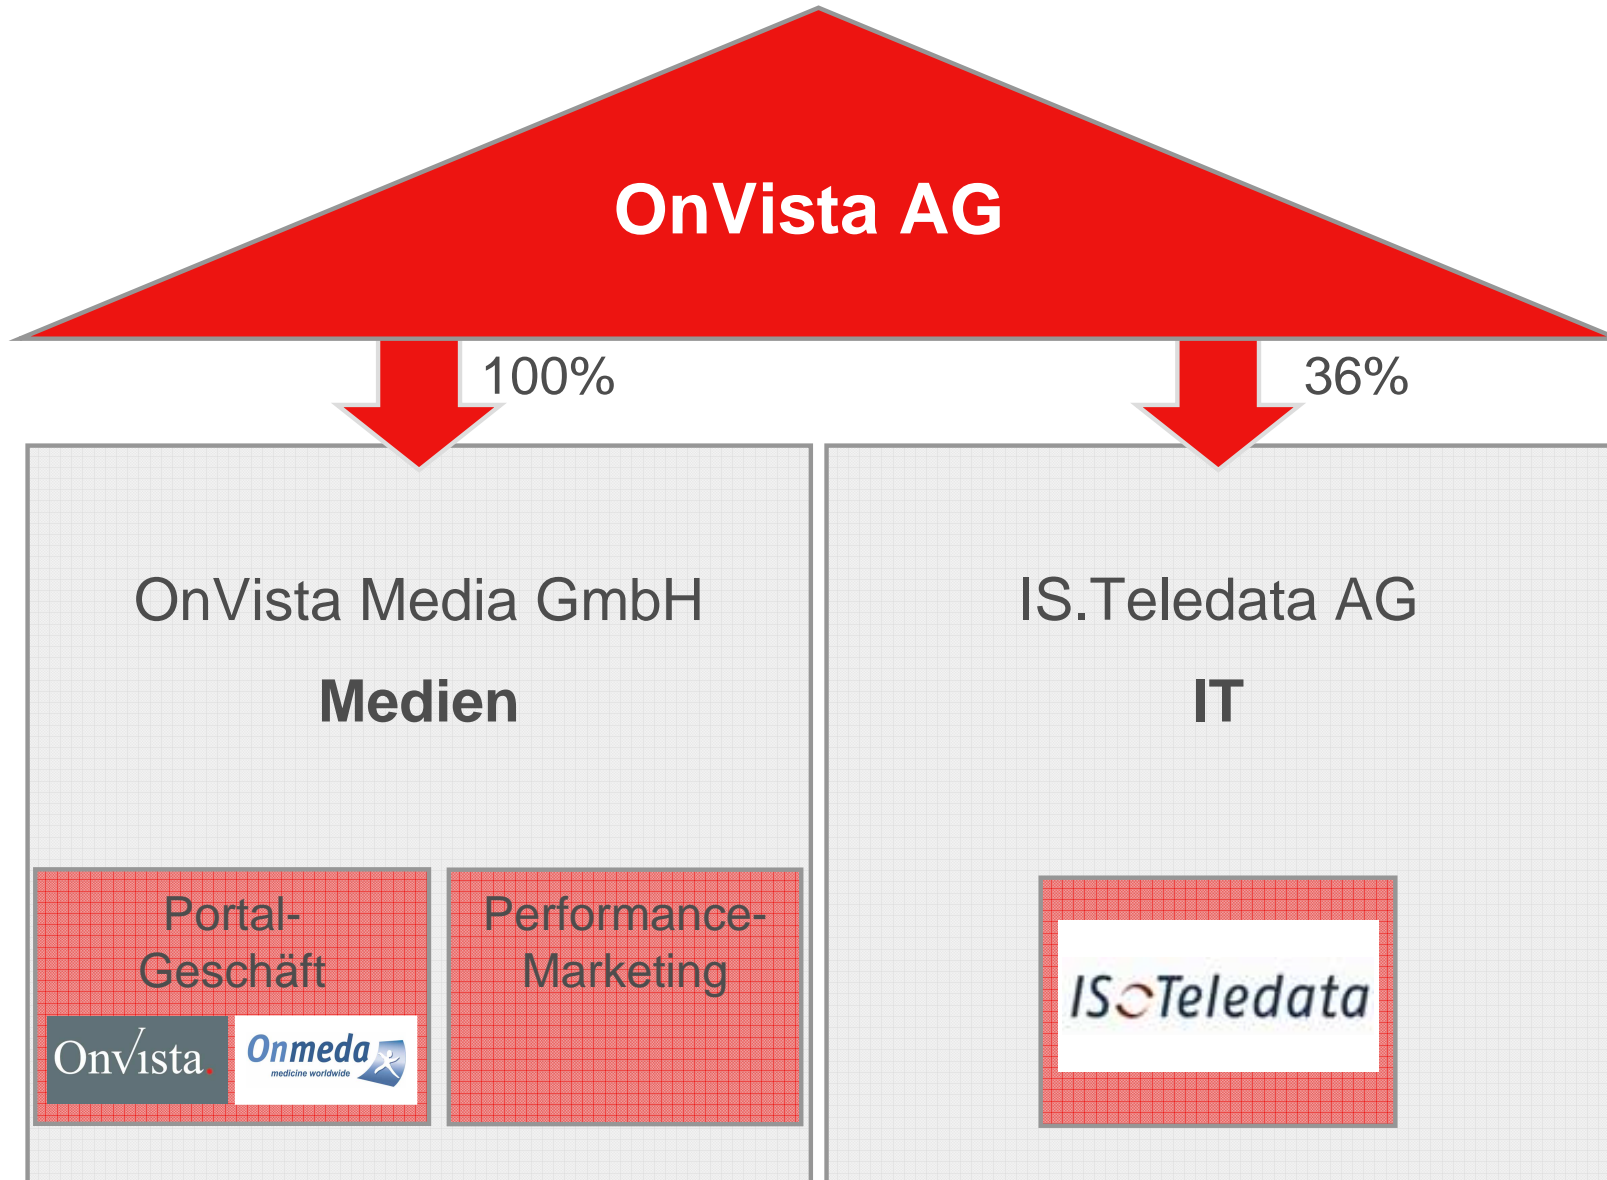 OnVista AG
100%
36%
OnVista Media GmbH
Medien
IS.Teledata AG
IT
Portal-
Geschäft
Performance-
Marketing
OnVista.
Onmeda
medicine worldwide
IS Teledata